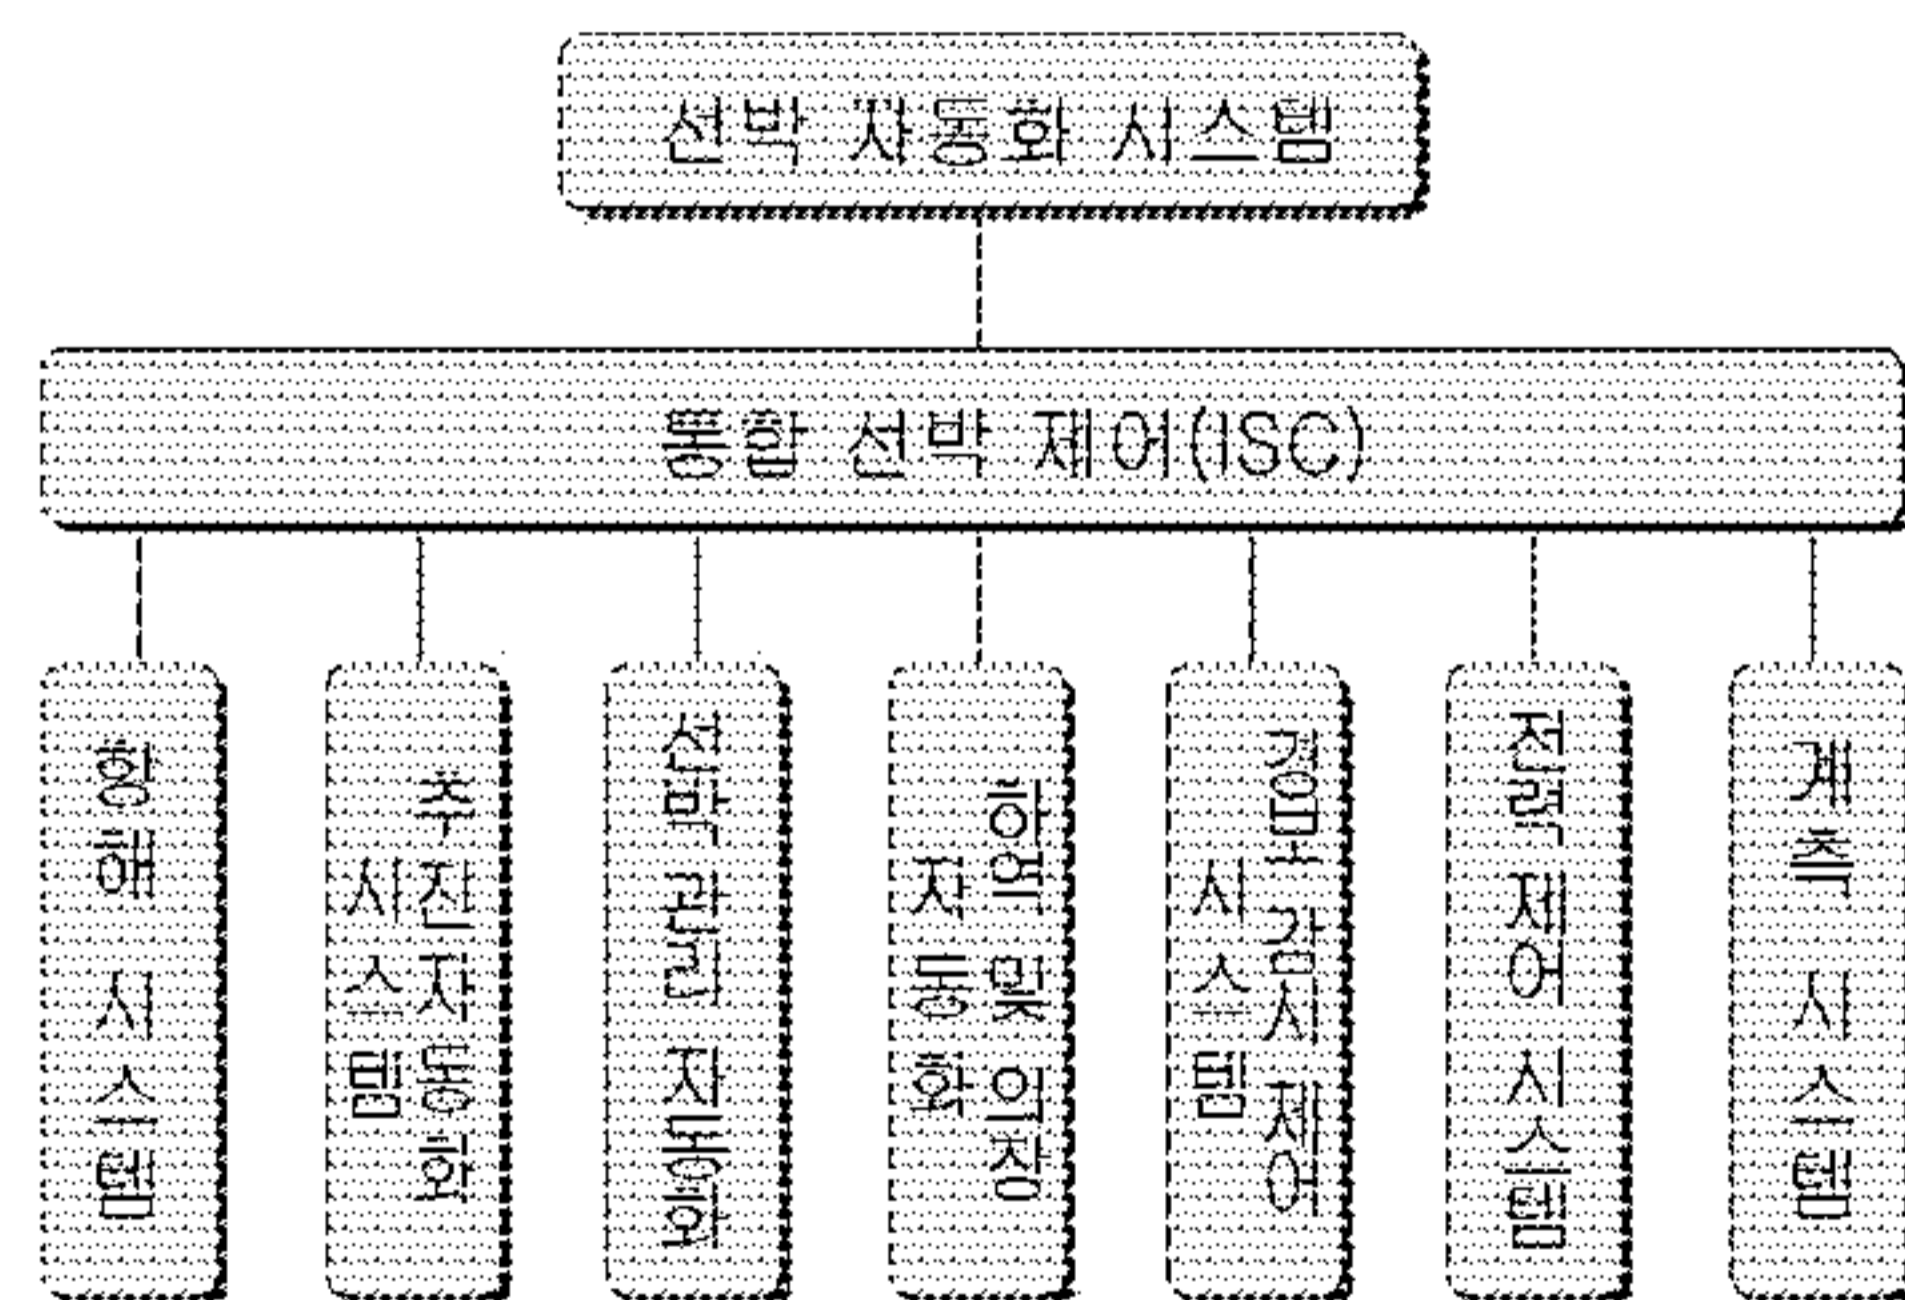 선박 자동화 시스템
통합 선박 제어(ISC)
항해 시스템
추진자동화
시스템
선박 관리 자동화
하역 및 의장
자동화
경보 감시 제어
시스템
전력 제어 시스템
계측 시스템